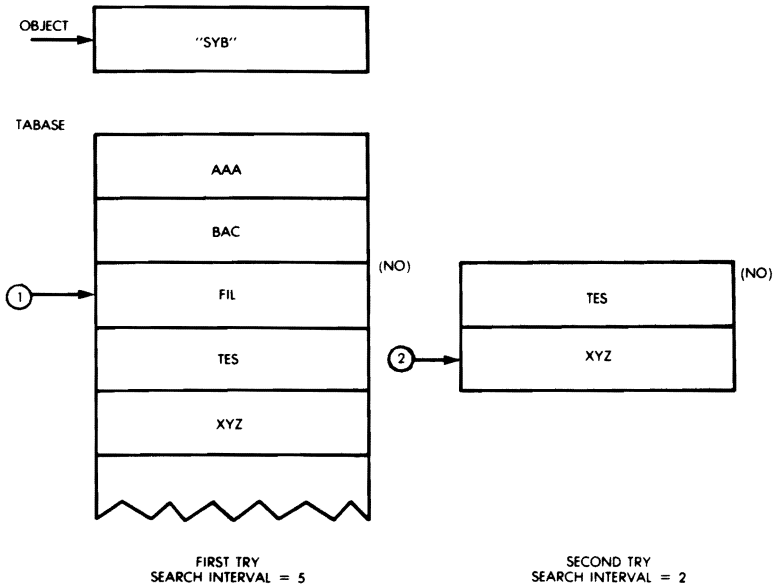 OBJECT
"SYB"
TABASE
AAA
BAC
(NO)
1
FIL
TES
XYZ
(NO)
TES
2
XYZ
FIRST TRY
SEARCH INTERVAL = 5
SECOND TRY
SEARCH INTERVAL = 2